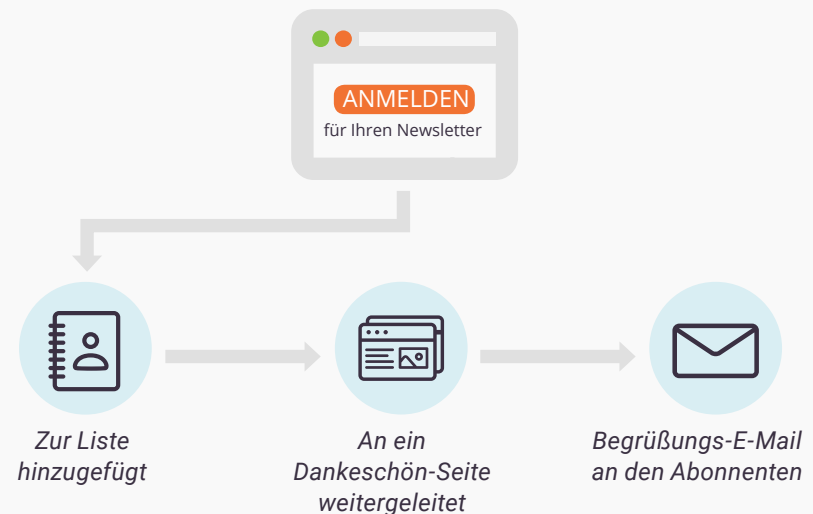 ANMELDEN
für Ihren Newsletter
Zur Liste
hinzugefügt
An ein
Dankeschön-Seite
weitergeleitet
Begrüßungs-E-Mail
an den Abonnenten